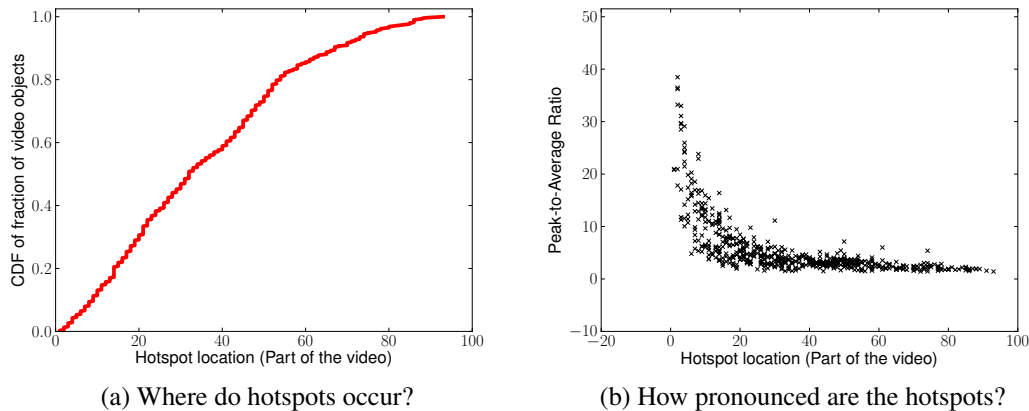 1.0
0.8
0.6
0.4
0.2
0.0
CDF of fraction of video objects
0 20 40 60 80 100
Hotspot location (Part of the video)
(a) Where do hotspots occur?
50
40
30
20
10
0
−10
Peak-to-Average Ratio
−20 0 20 40 60 80 100
Hotspot location (Part of the video)
(b) How pronounced are the hotspots?